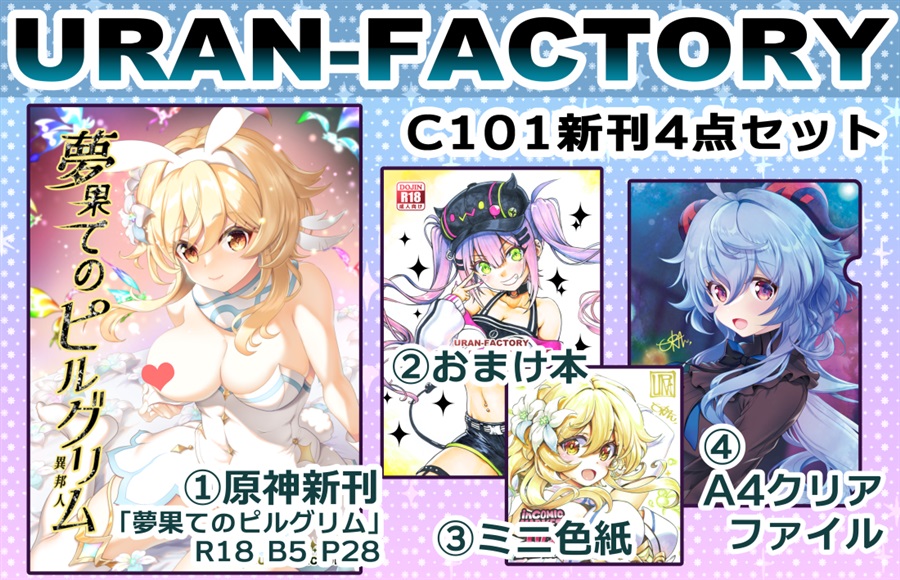 URAN-FACTORY
C101新刊4点セット
夢果てのピルグリム
異邦人
①原神新刊
「夢果てのピルグリム」
R18 B5 P28
DOJIN
R18
成人向け
URAN-FACTORY
②おまけ本
③ミニ色紙
④
A4クリア
ファイル